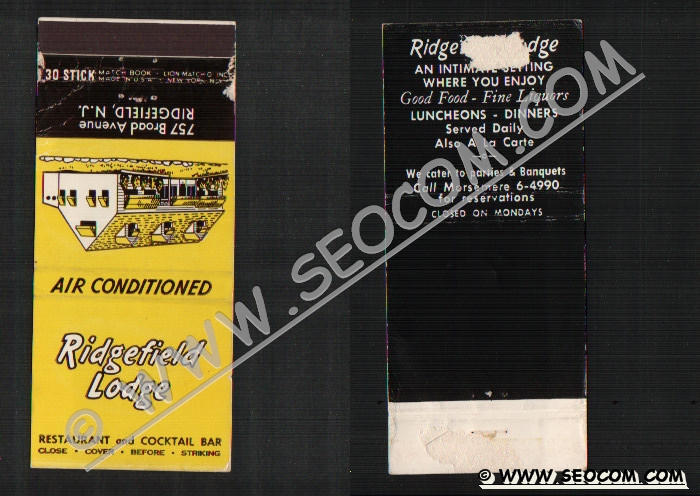 30 STICK MATCH BOOK - LION MATCH INC
MADE IN U.S.A. NEW YORK, N.Y.
757 Broad Avenue
RIDGEFIELD, N.J.
AIR CONDITIONED
Ridgefield
Lodge
RESTAURANT and COCKTAIL BAR
CLOSE • COVER • BEFORE • STRIKING
Lodge
AN INTIMATE SETTING
WHERE YOU ENJOY
Good Food - Fine Liquors
LUNCHEONS - DINNERS
Served Daily
Also A La Carte
We cater to parties & Banquets
Call Morsemere 6-4990
for reservations
CLOSED ON MONDAYS
© WWW.SEOCOM.COM
© WWW.SEOCOM.COM